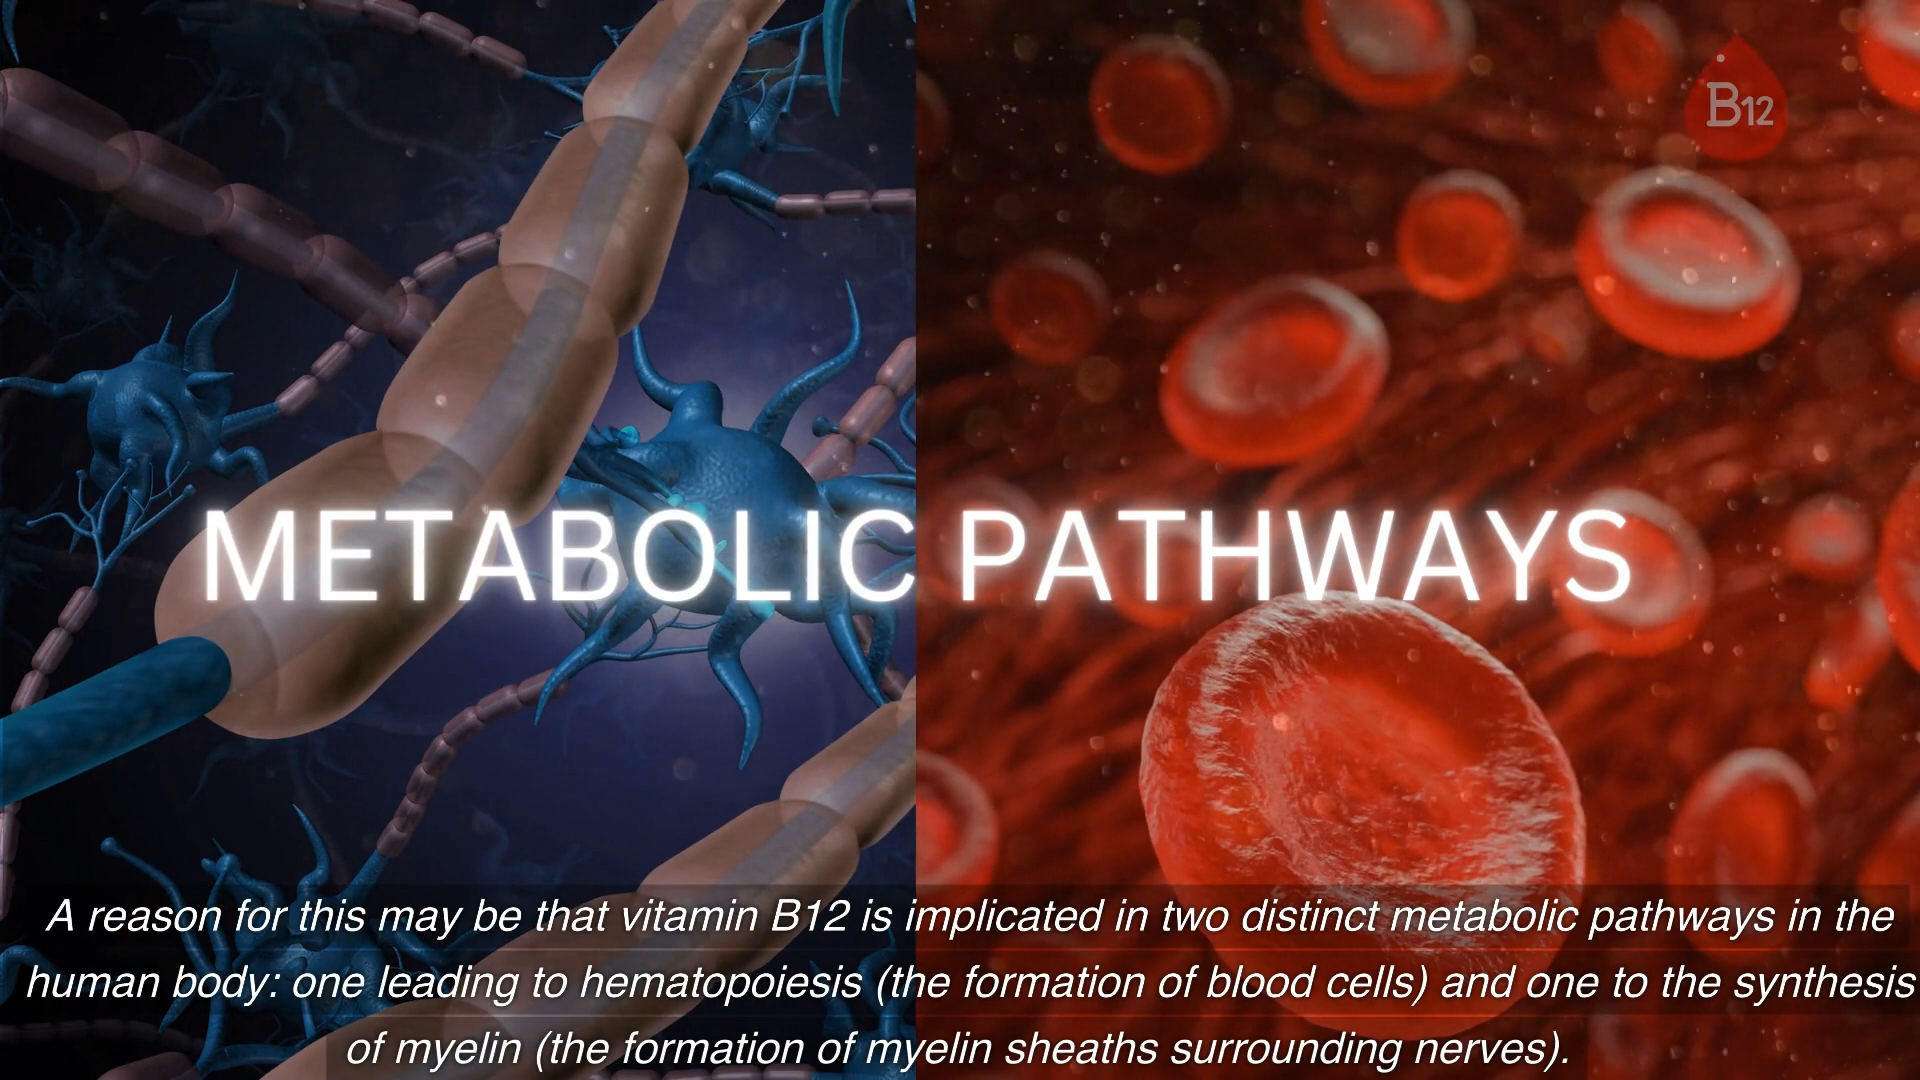 B12
METABOLIC PATHWAYS
A reason for this may be that vitamin B12 is implicated in two distinct metabolic pathways in the
human body: one leading to hematopoiesis (the formation of blood cells) and one to the synthesis
of myelin (the formation of myelin sheaths surrounding nerves).